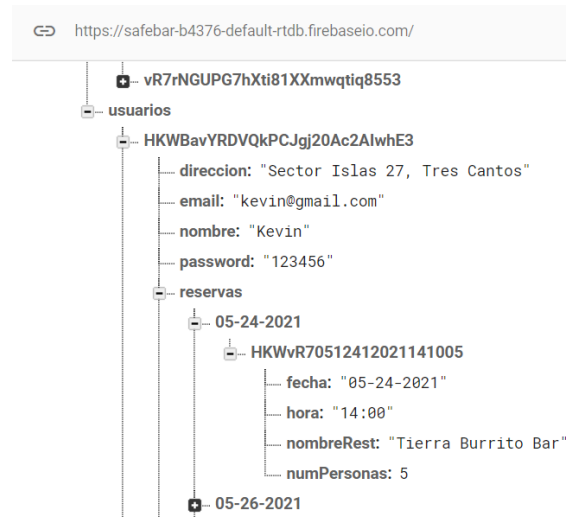 https://safebar-b4376-default-rtdb.firebaseio.com/
vR7rNGUPG7hXti81XXmwqtiq8553
usuarios
HKWBavYRDVQkPCJgj20Ac2AIwhE3
direccion: "Sector Islas 27, Tres Cantos"
email: "kevin@gmail.com"
nombre: "Kevin"
password: "123456"
reservas
05-24-2021
HKWvR70512412021141005
fecha: "05-24-2021"
hora: "14:00"
nombreRest: "Tierra Burrito Bar"
numPersonas: 5
05-26-2021